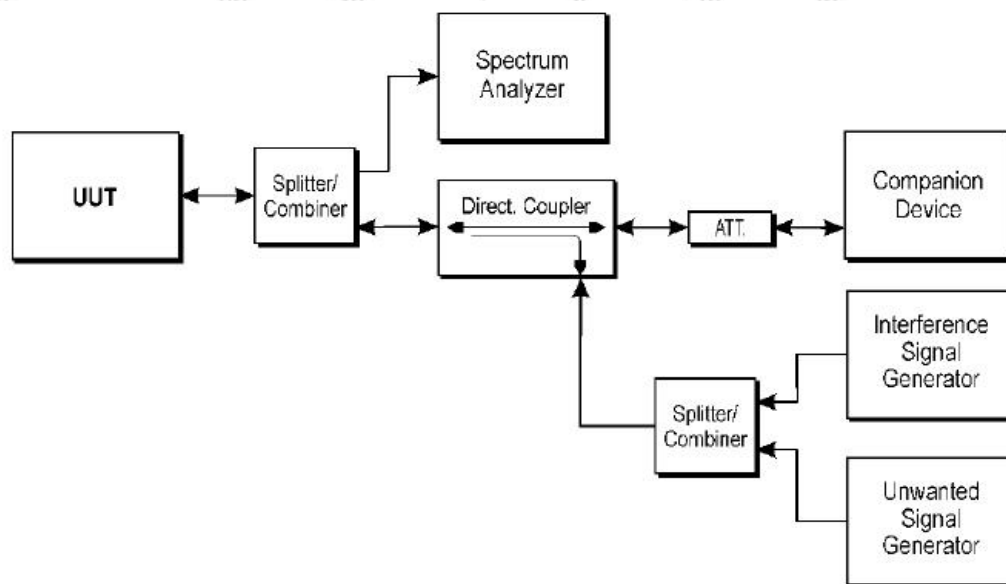 Spectrum
Analyzer
UUT
Splitter/
Combiner
Direct. Coupler
ATT.
Companion
Device
Interference
Signal
Generator
Splitter/
Combiner
Unwanted
Signal
Generator